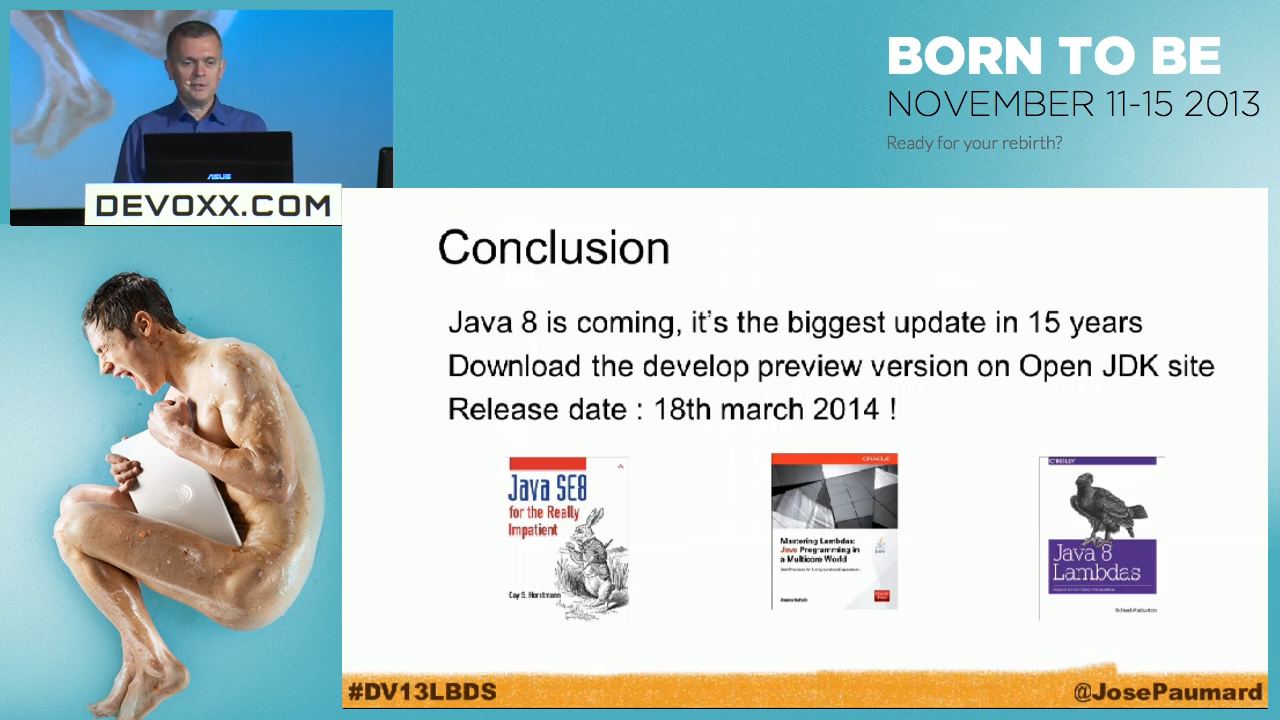 BORN TO BE
NOVEMBER 11-15 2013
Ready for your rebirth?
ASUS
DEVOXX.COM
Conclusion
Java 8 is coming, it's the biggest update in 15 years
Download the develop preview version on Open JDK site
Release date : 18th march 2014 !
Java SE8
for the Really
Impatient
Cay S. Horstmann
ORACLE
Mastering Lambdas:
Java Programming in
a Multicore World
O'REILLY
Java 8
Lambdas
#DV13LBDS
@JosePaumard